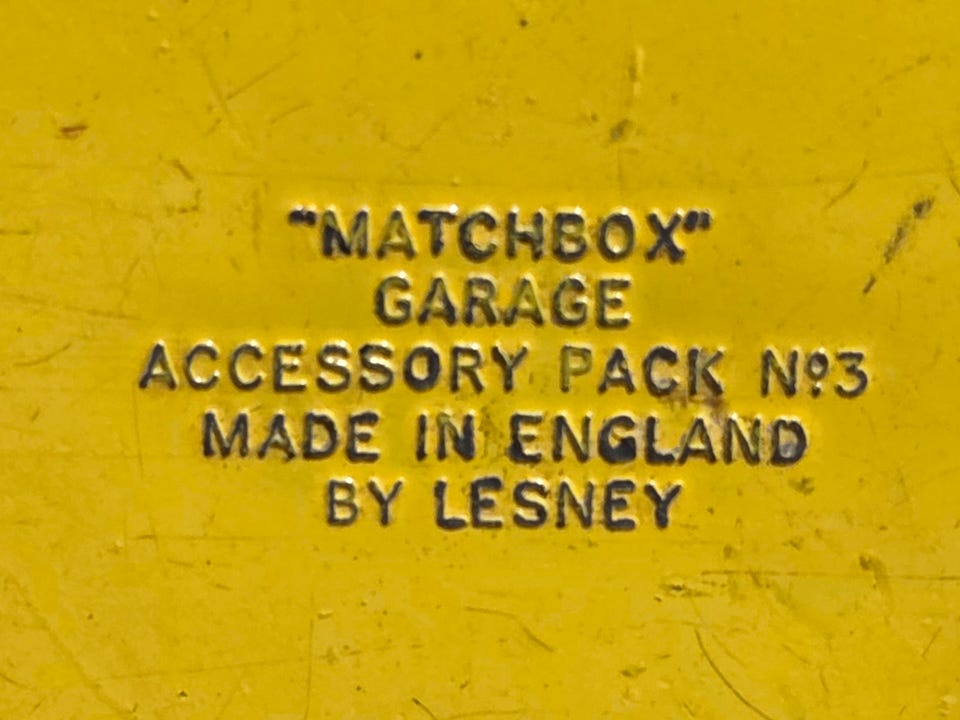 "MATCHBOX"
GARAGE
ACCESSORY PACK Nº3
MADE IN ENGLAND
BY LESNEY